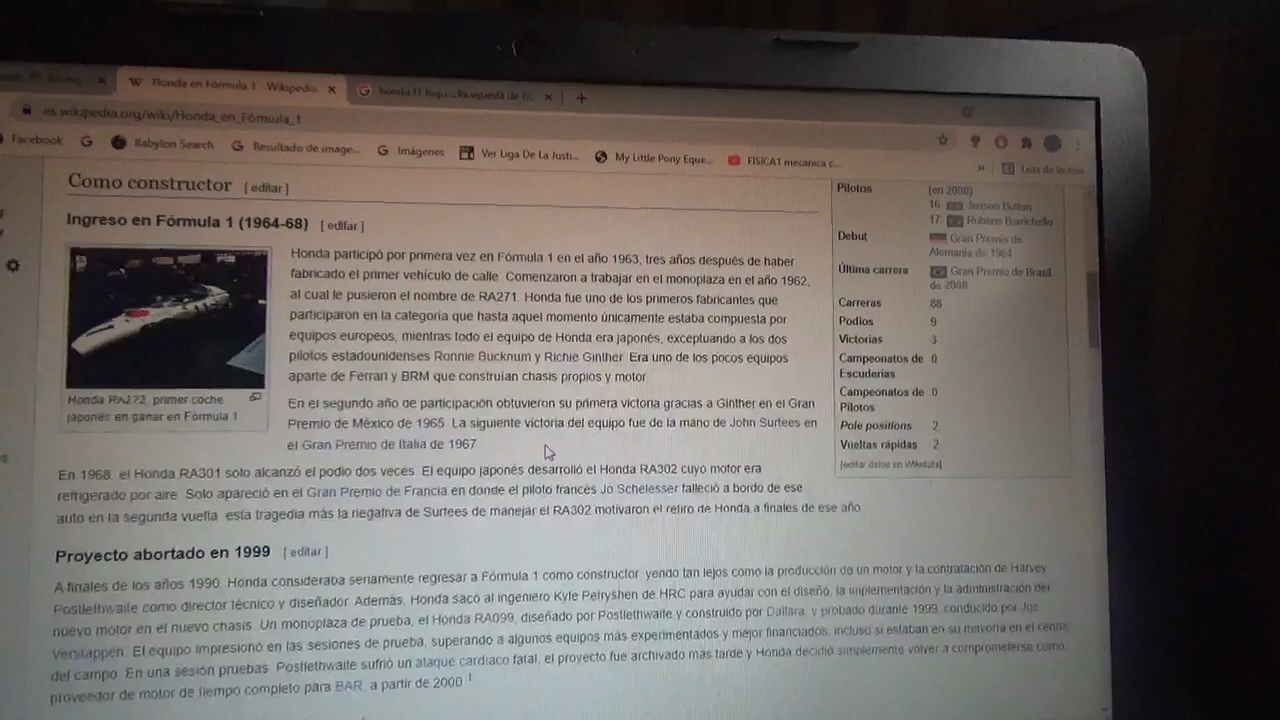 Honda en Fórmula 1 - Wikipedia
honda f1 logo - Búsqueda de G
es.wikipedia.org/wiki/Honda_en_Fórmula_1
Facebook
Babylon Search
Resultado de image...
Imágenes
Ver Liga De La Justi...
My Little Pony Eque...
FISICA1 mecanica c...
»
Lista de lectura
Como constructor [ editar ]
Ingreso en Fórmula 1 (1964-68) [ editar ]
Honda participó por primera vez en Fórmula 1 en el año 1963, tres años después de haber
fabricado el primer vehículo de calle. Comenzaron a trabajar en el monoplaza en el año 1962,
al cual le pusieron el nombre de RA271. Honda fue uno de los primeros fabricantes que
participaron en la categoría que hasta aquel momento únicamente estaba compuesta por
equipos europeos, mientras todo el equipo de Honda era japonés, exceptuando a los dos
pilotos estadounidenses Ronnie Bucknum y Richie Ginther. Era uno de los pocos equipos
aparte de Ferrari y BRM que construían chasis propios y motor
Honda RA272, primer coche
japonés en ganar en Fórmula 1
En el segundo año de participación obtuvieron su primera victoria gracias a Ginther en el Gran
Premio de México de 1965. La siguiente victoria del equipo fue de la mano de John Surtees en
el Gran Premio de Italia de 1967
En 1968, el Honda RA301 solo alcanzó el podio dos veces. El equipo japonés desarrolló el Honda RA302 cuyo motor era
refrigerado por aire. Solo apareció en el Gran Premio de Francia en donde el piloto francés Jo Schelesser falleció a bordo de ese
auto en la segunda vuelta, esta tragedia más la negativa de Surtees de manejar el RA302 motivaron el retiro de Honda a finales de ese año
Proyecto abortado en 1999 [ editar ]
A finales de los años 1990, Honda consideraba seriamente regresar a Fórmula 1 como constructor, yendo tan lejos como la producción de un motor y la contratación de Harvey
Postlethwaite como director técnico y diseñador. Además, Honda sacó al ingeniero Kyle Petryshen de HRC para ayudar con el diseño, la implementación y la administración del
nuevo motor en el nuevo chasis. Un monoplaza de prueba, el Honda RA099, diseñado por Postlethwaite y construido por Dallara, y probado durante 1999, conducido por Jos
Verstappen. El equipo impresionó en las sesiones de prueba, superando a algunos equipos más experimentados y mejor financiados, incluso si estaban en su mayoría en el centro
del campo. En una sesión pruebas, Postlethwaite sufrió un ataque cardíaco fatal, el proyecto fue archivado más tarde y Honda decidió simplemente volver a comprometerse como
proveedor de motor de tiempo completo para BAR, a partir de 2000.1
Pilotos (en 2008)
16 Jenson Button
17 Rubens Barrichello
Debut Gran Premio de
Alemania de 1964
Última carrera Gran Premio de Brasil
de 2008
Carreras 88
Podios 9
Victorias 3
Campeonatos de 0
Escuderías
Campeonatos de 0
Pilotos
Pole positions 2
Vueltas rápidas 2
[editar datos en Wikidata]